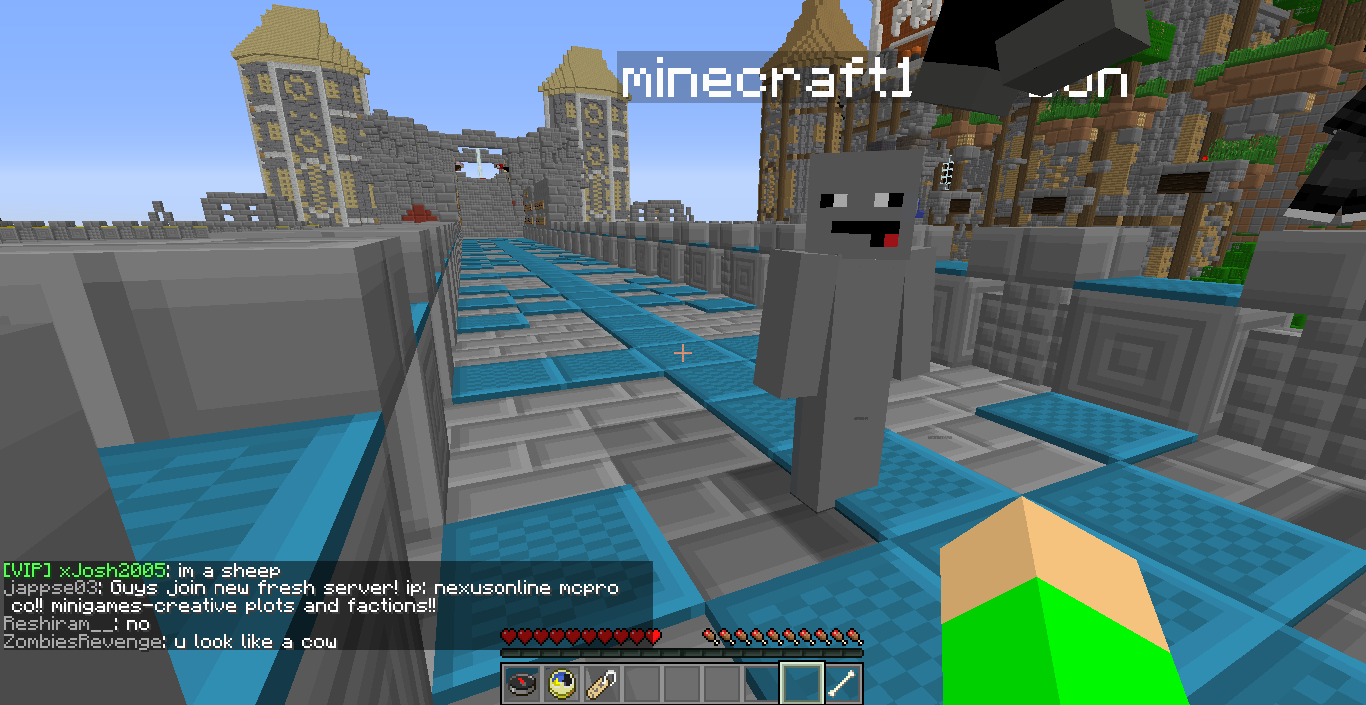 minecraft1
[VIP] xJosh2005: im a sheep
jappse03: Guys join new fresh server! ip: nexusonline mcpro
co!! minigames-creative plots and factions!!
Reshiram__: no
ZombiesRevenge: u look like a cow